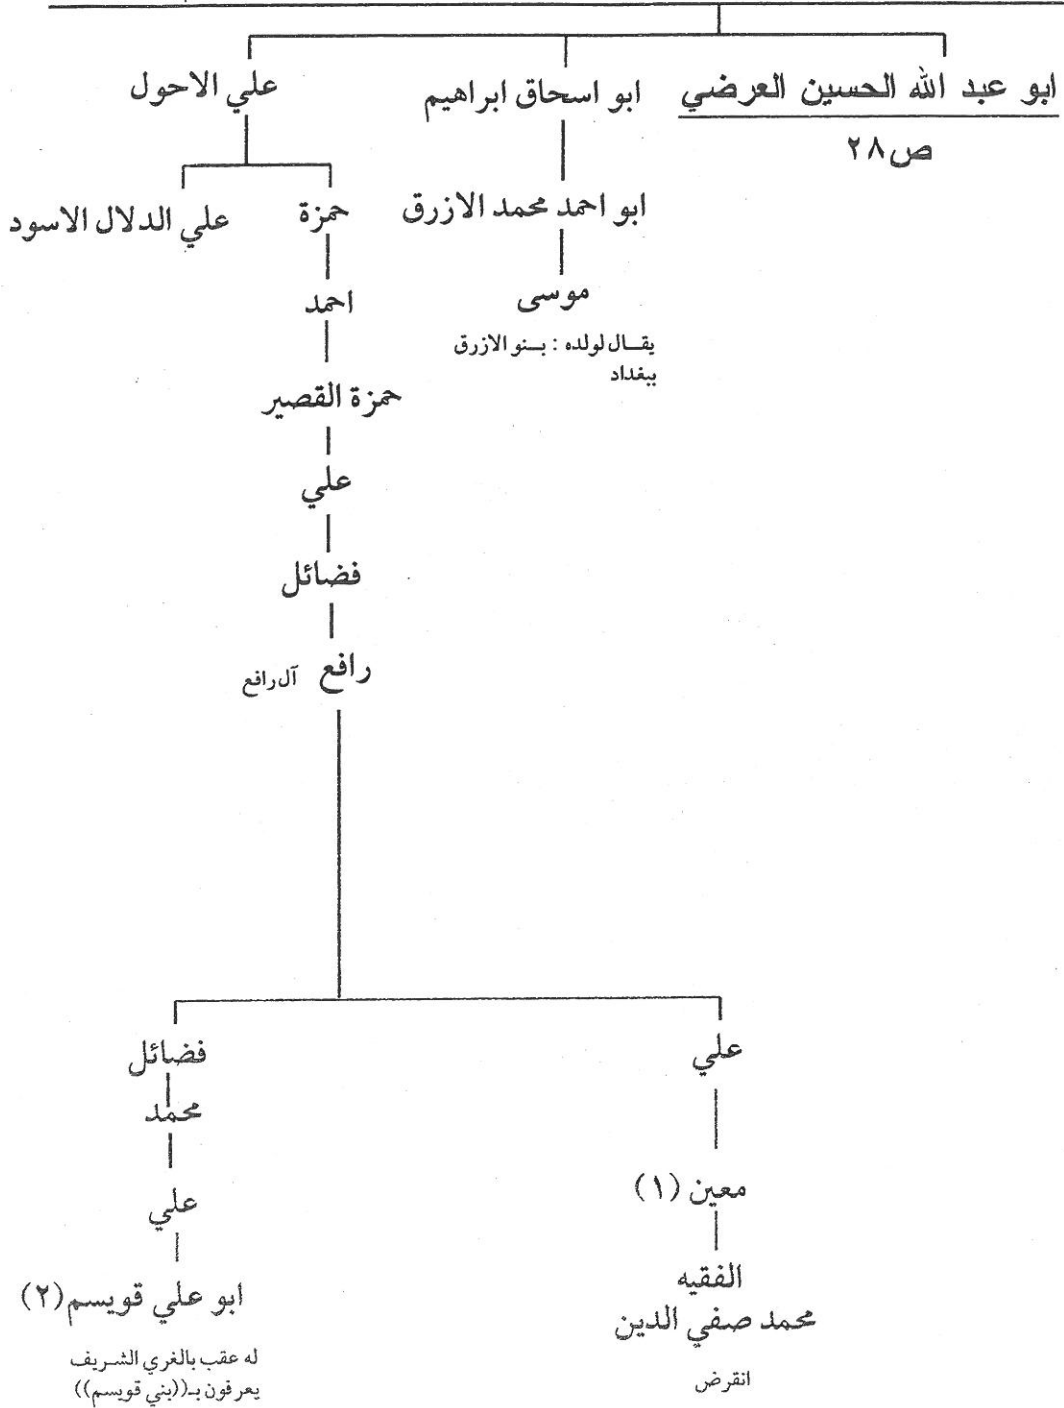 ابو عبد الله الحسين العرضي
ص٢٨
ابو اسحاق ابراهيم
ابو احمد محمد الازرق
موسى
يقال لولده : بنو الازرق
ببغداد
علي الاحول
حمزة
علي الدلال الاسود
احمد
حمزة القصير
علي
فضائل
رافع آل رافع
علي
معين (١)
الفقيه
محمد صفي الدين
انقرض
فضائل
محمد
علي
ابو علي قويسم (٢)
له عقب بالغري الشريف
يعرفون بـ((بني قويسم))